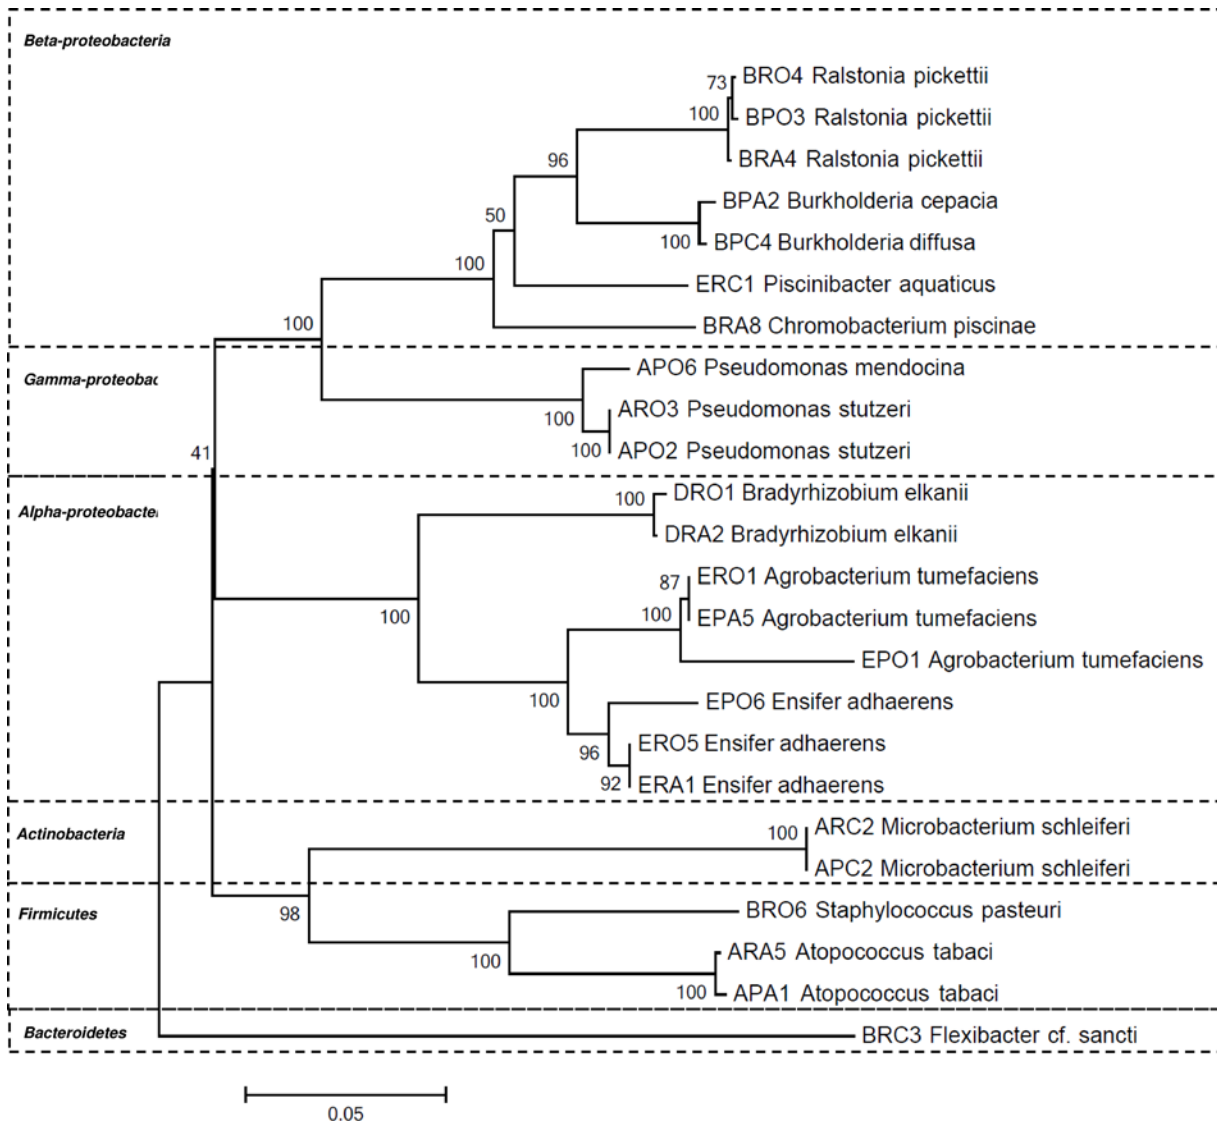 Beta-proteobacteria
73
BRO4 Ralstonia pickettii
100
BPO3 Ralstonia pickettii
96
BRA4 Ralstonia pickettii
50
BPA2 Burkholderia cepacia
100
BPC4 Burkholderia diffusa
100
ERC1 Piscinibacter aquaticus
100
BRA8 Chromobacterium piscinae
Gamma-proteobac
APO6 Pseudomonas mendocina
100
ARO3 Pseudomonas stutzeri
41
100
APO2 Pseudomonas stutzeri
Alpha-proteobacte
100
DRO1 Bradyrhizobium elkanii
DRA2 Bradyrhizobium elkanii
87
ERO1 Agrobacterium tumefaciens
100
100
EPA5 Agrobacterium tumefaciens
EPO1 Agrobacterium tumefaciens
100
EPO6 Ensifer adhaerens
96
ERO5 Ensifer adhaerens
92
ERA1 Ensifer adhaerens
Actinobacteria
100
ARC2 Microbacterium schleiferi
APC2 Microbacterium schleiferi
Firmicutes
98
BRO6 Staphylococcus pasteuri
100
ARA5 Atopococcus tabaci
100
APA1 Atopococcus tabaci
Bacteroidetes
BRC3 Flexibacter cf. sancti
0.05